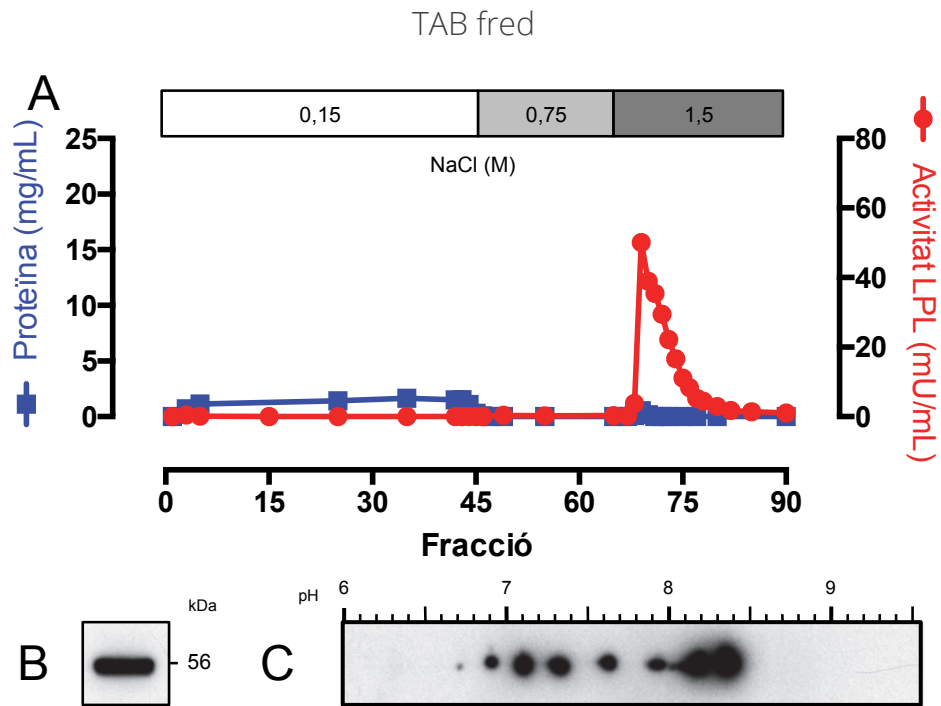 TAB fred
A
0,15 0,75 1,5
NaCl (M)
Proteïna (mg/mL)
25
20
15
10
5
0
80
60
40
20
0
Activitat LPL (mU/mL)
0 15 30 45 60 75 90
Fracció
B
kDa
56
C
pH 6 7 8 9